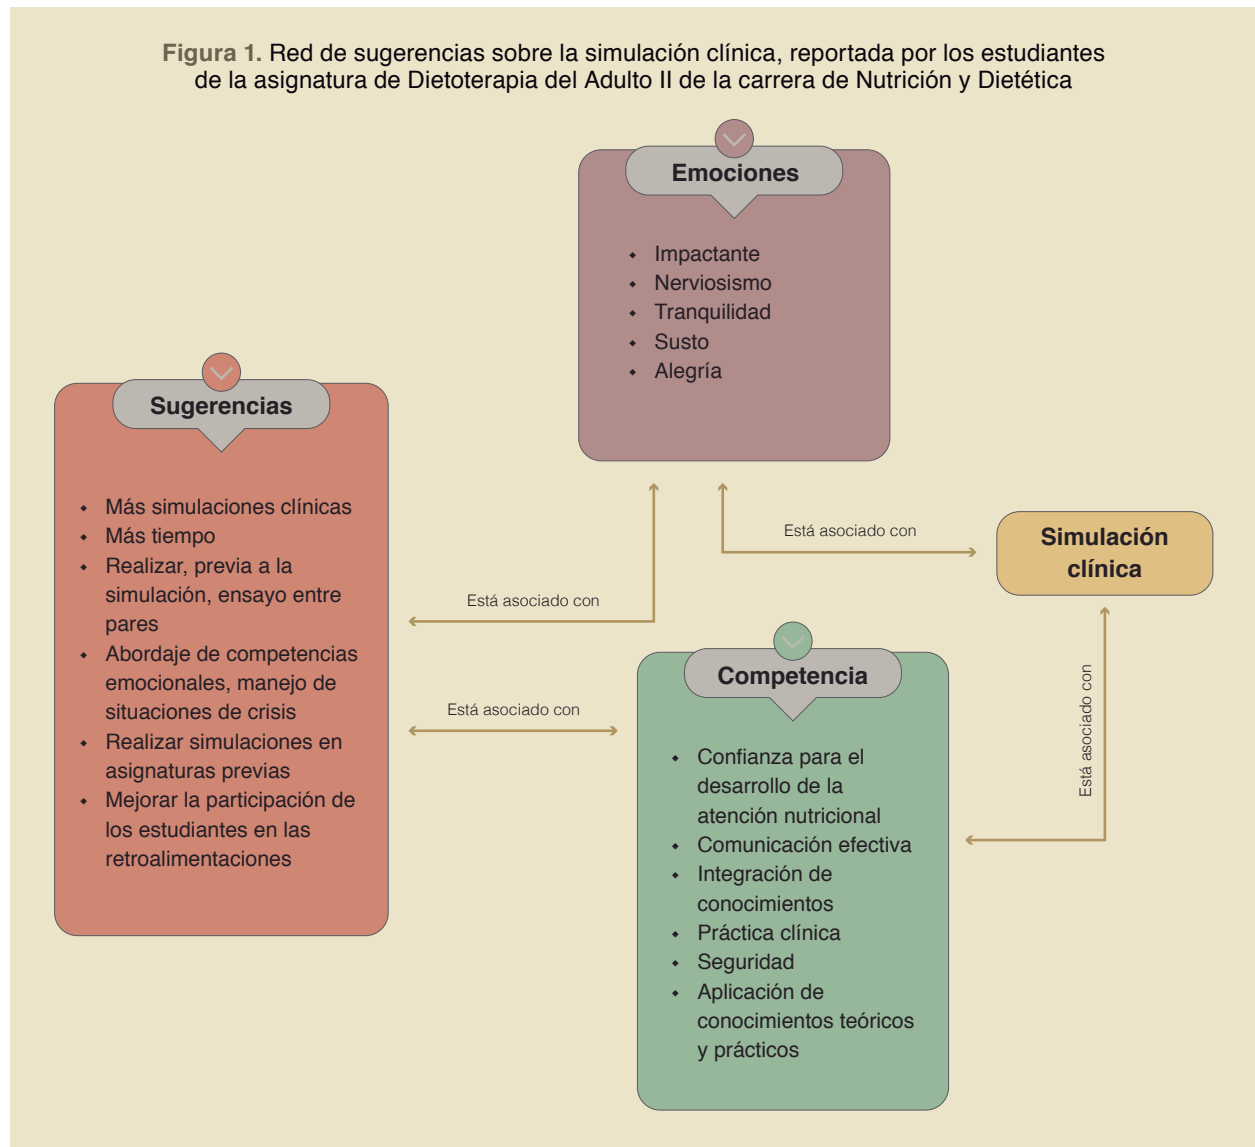 Figura 1. Red de sugerencias sobre la simulación clínica, reportada por los estudiantes
de la asignatura de Dietoterapia del Adulto II de la carrera de Nutrición y Dietética
Emociones
Impactante
Nerviosismo
Tranquilidad
Susto
Alegría
Sugerencias
Más simulaciones clínicas
Más tiempo
Realizar, previa a la
simulación, ensayo entre
pares
Abordaje de competencias
emocionales, manejo de
situaciones de crisis
Realizar simulaciones en
asignaturas previas
Mejorar la participación de
los estudiantes en las
retroalimentaciones
Está asociado con
Simulación
clínica
Está asociado con
Está asociado con
Competencia
Confianza para el
desarrollo de la
atención nutricional
Comunicación efectiva
Integración de
conocimientos
Práctica clínica
Seguridad
Aplicación de
conocimientos teóricos
y prácticos
Está asociado con